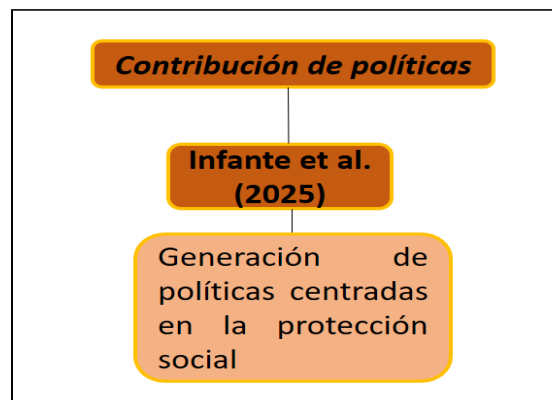 Contribución de políticas
Infante et al.
(2025)
Generación de
políticas centradas
en la protección
social